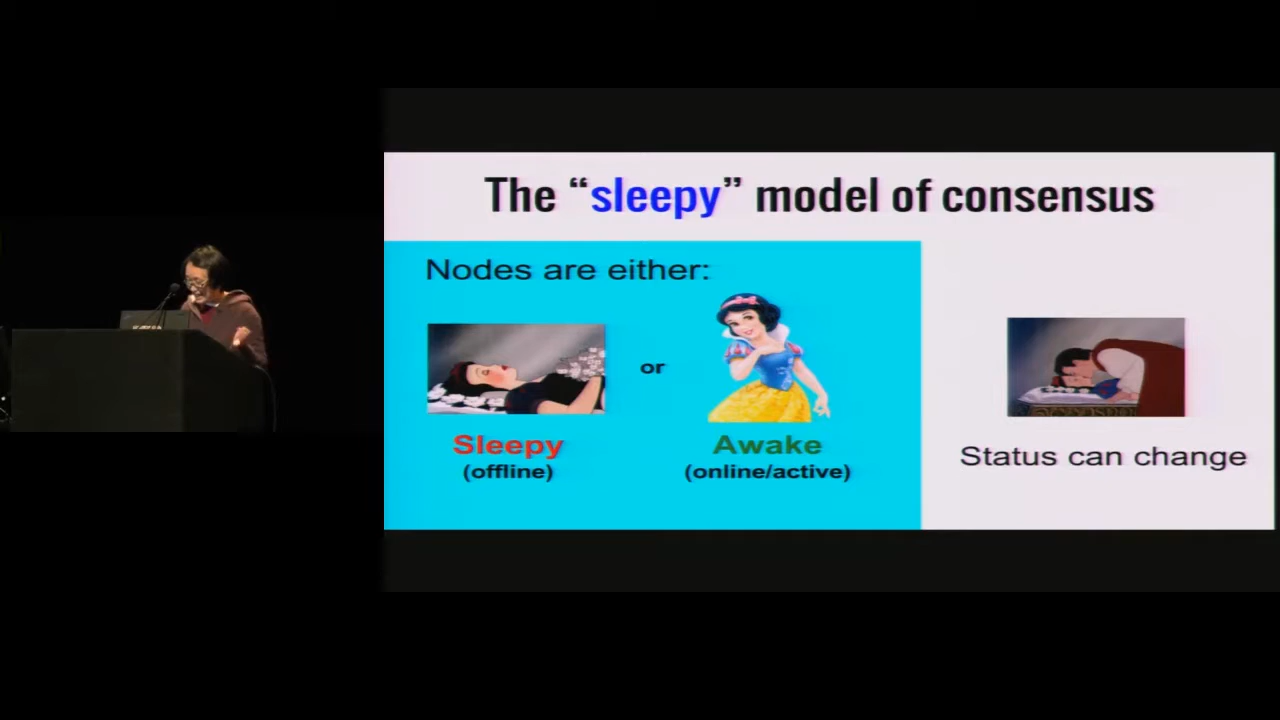 The “sleepy” model of consensus
Nodes are either:
or
Sleepy
(offline)
Awake
(online/active)
Status can change